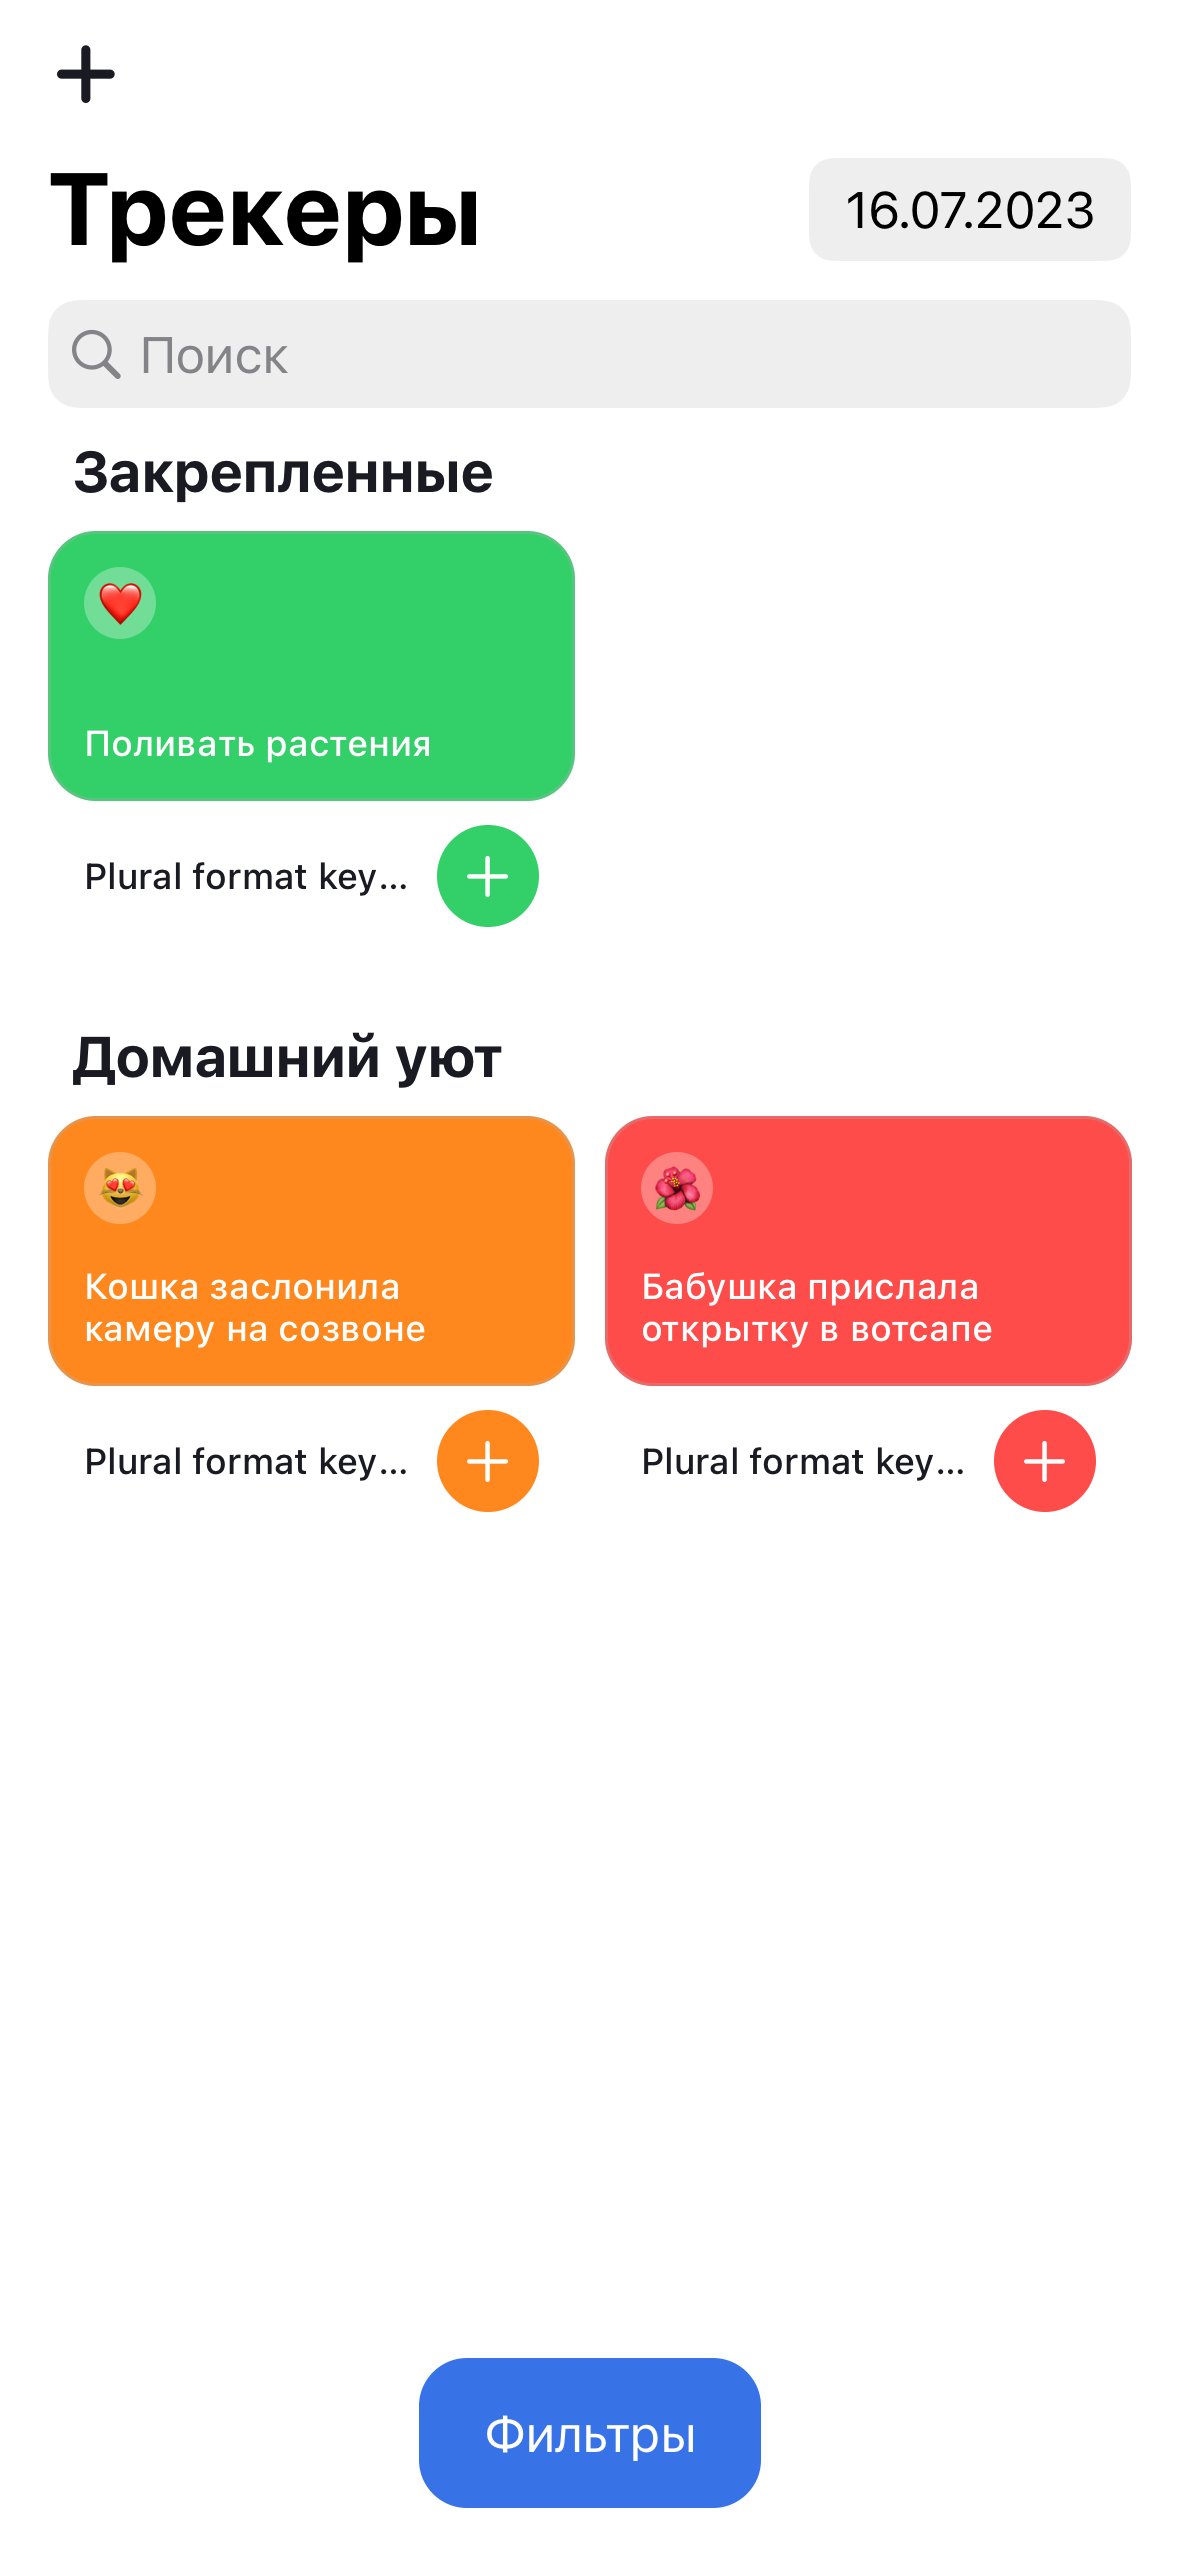 Трекеры
16.07.2023
Поиск
Закрепленные
Поливать растения
Plural format key...
Домашний уют
Кошка заслонила
камеру на созвоне
Бабушка прислала
открытку в вотсапе
Plural format key...
Plural format key...
Фильтры